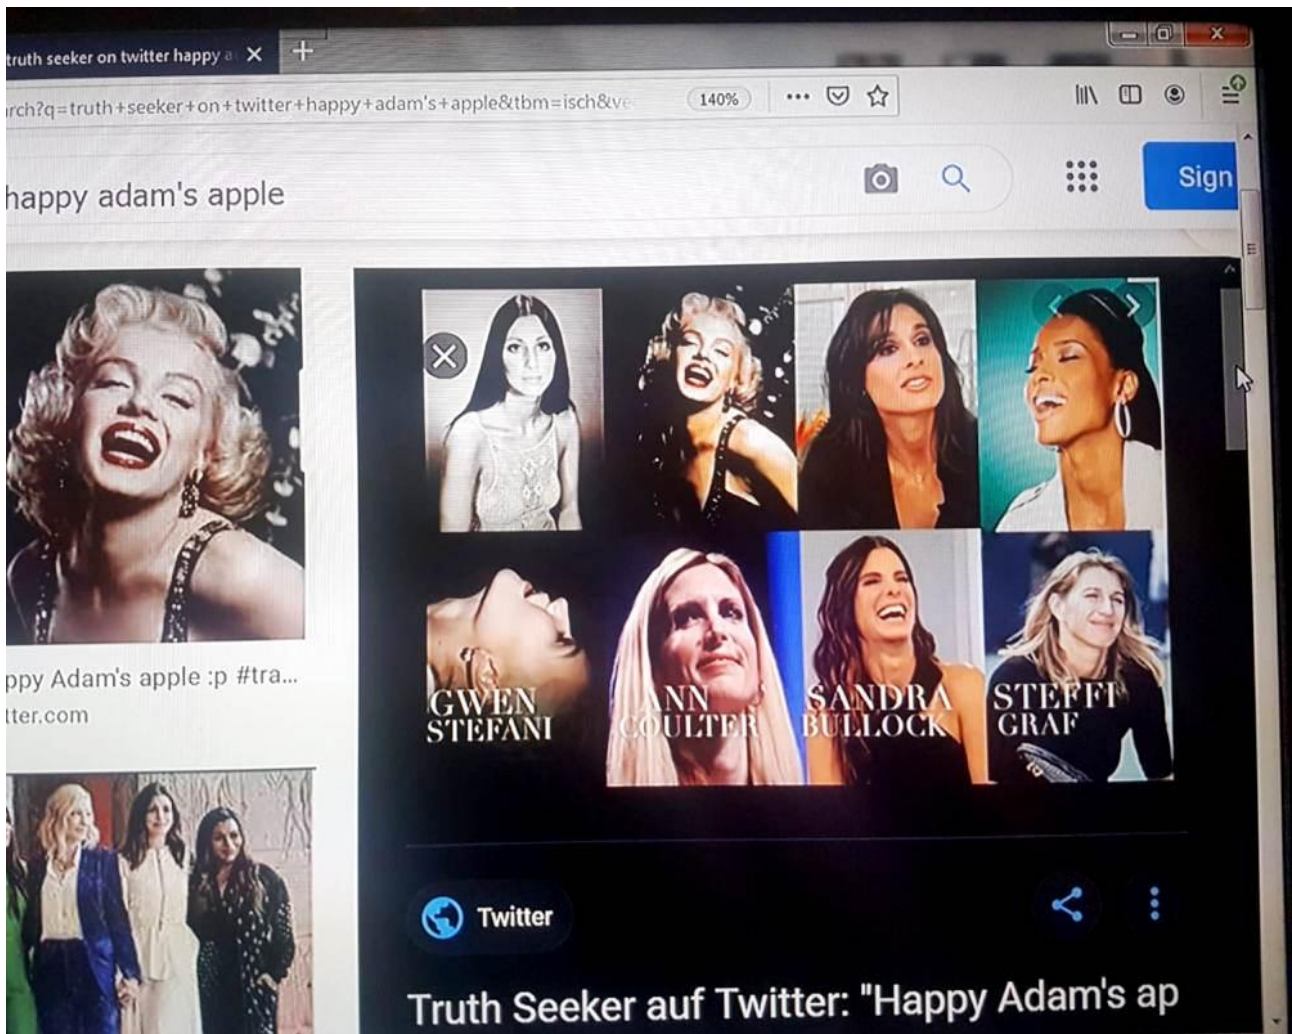 truth seeker on twitter happy a
rch?q=truth+seeker+on+twitter+happy+adam's+apple&tbm=isch&ve
140%
happy adam's apple
Sign
GWEN
STEFANI
ANN
COULTER
SANDRA
BULLOCK
STEFFI
GRAF
ppy Adam's apple :p #tra...
tter.com
Twitter
Truth Seeker auf Twitter: "Happy Adam's ap